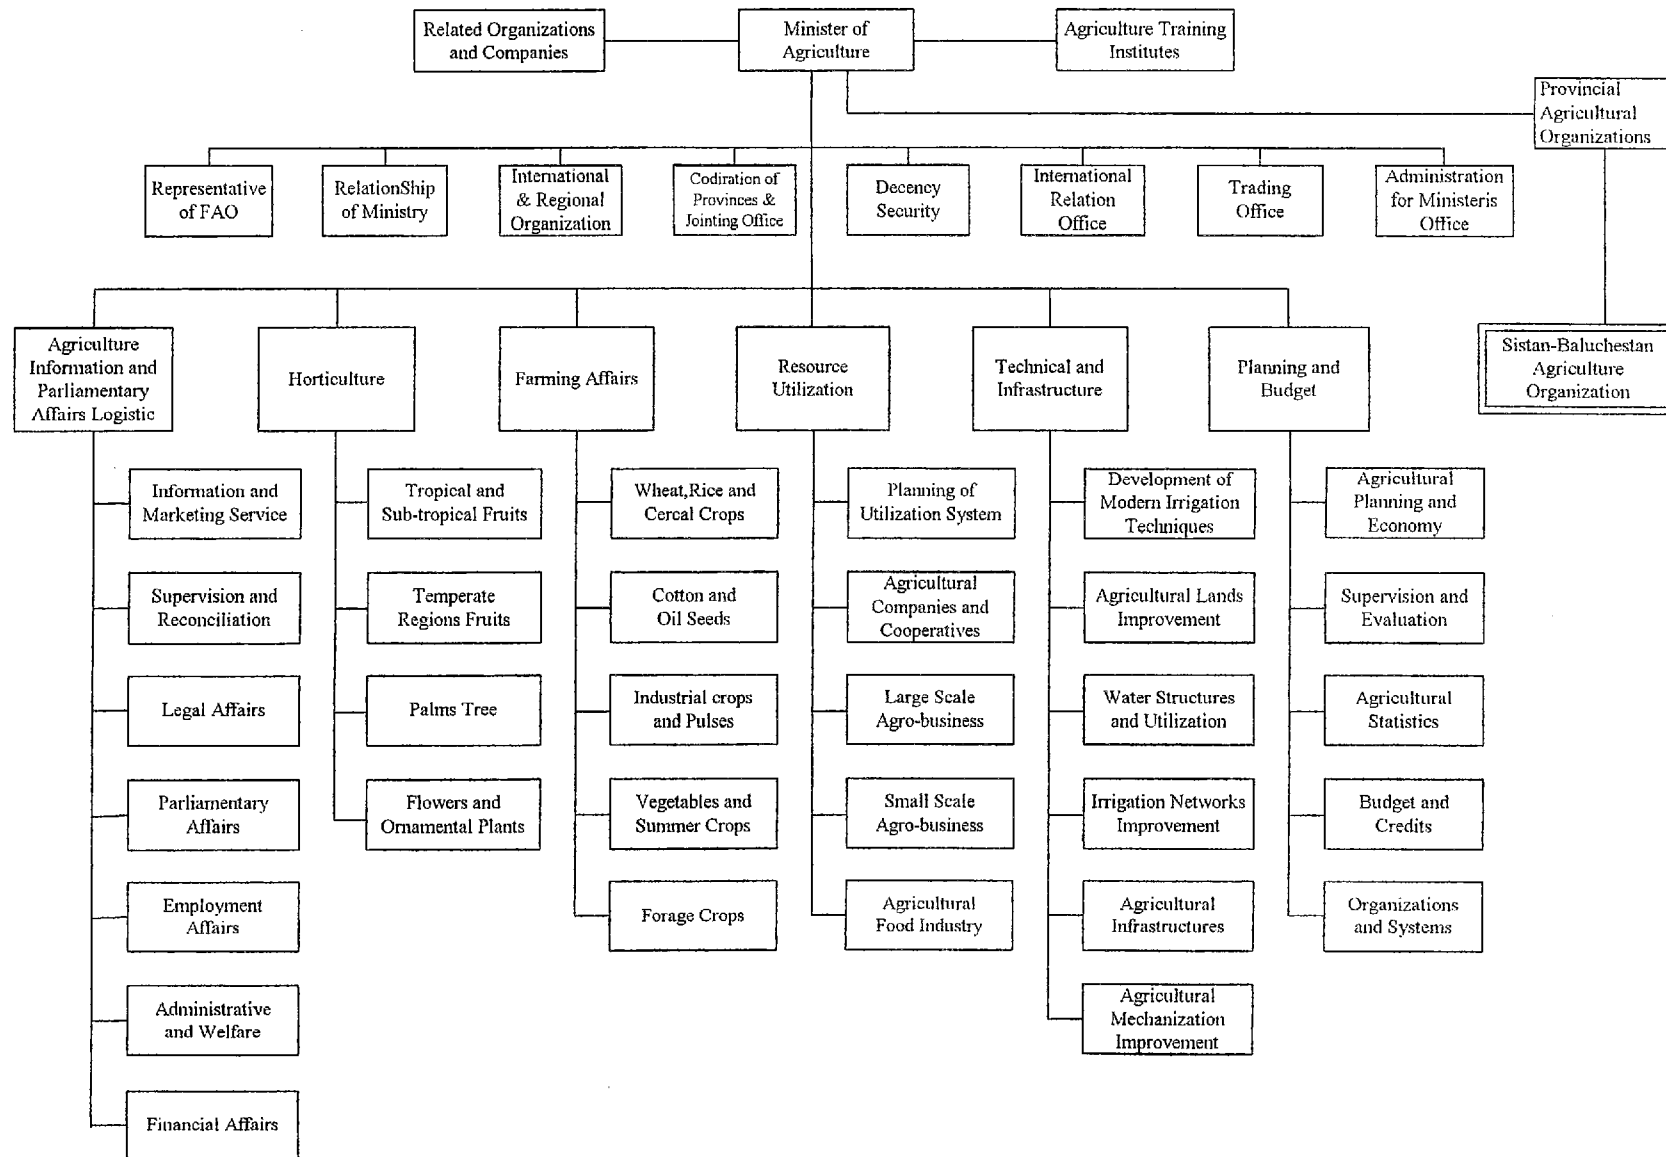 Related Organizations
and Companies
Minister of
Agriculture
Agriculture Training
Institutes
Provincial
Agricultural
Organizations
Representative
of FAO
RelationShip
of Ministry
International
& Regional
Organization
Codiration of
Provinces &
Jointing Office
Decency
Security
International
Relation
Office
Trading
Office
Administration
for Ministeris
Office
Agriculture
Information and
Parliamentary
Affairs Logistic
Horticulture
Farming Affairs
Resource
Utilization
Technical and
Infrastructure
Planning and
Budget
Sistan-Baluchestan
Agriculture
Organization
Information and
Marketing Service
Tropical and
Sub-tropical Fruits
Wheat,Rice and
Cercal Crops
Planning of
Utilization System
Development of
Modern Irrigation
Techniques
Agricultural
Planning and
Economy
Supervision and
Reconciliation
Temperate
Regions Fruits
Cotton and
Oil Seeds
Agricultural
Companies and
Cooperatives
Agricultural Lands
Improvement
Supervision and
Evaluation
Legal Affairs
Palms Tree
Industrial crops
and Pulses
Large Scale
Agro-business
Water Structures
and Utilization
Agricultural
Statistics
Parliamentary
Affairs
Flowers and
Ornamental Plants
Vegetables and
Summer Crops
Small Scale
Agro-business
Irrigation Networks
Improvement
Budget and
Credits
Employment
Affairs
Forage Crops
Agricultural
Food Industry
Agricultural
Infrastructures
Organizations
and Systems
Administrative
and Welfare
Agricultural
Mechanization
Improvement
Financial Affairs